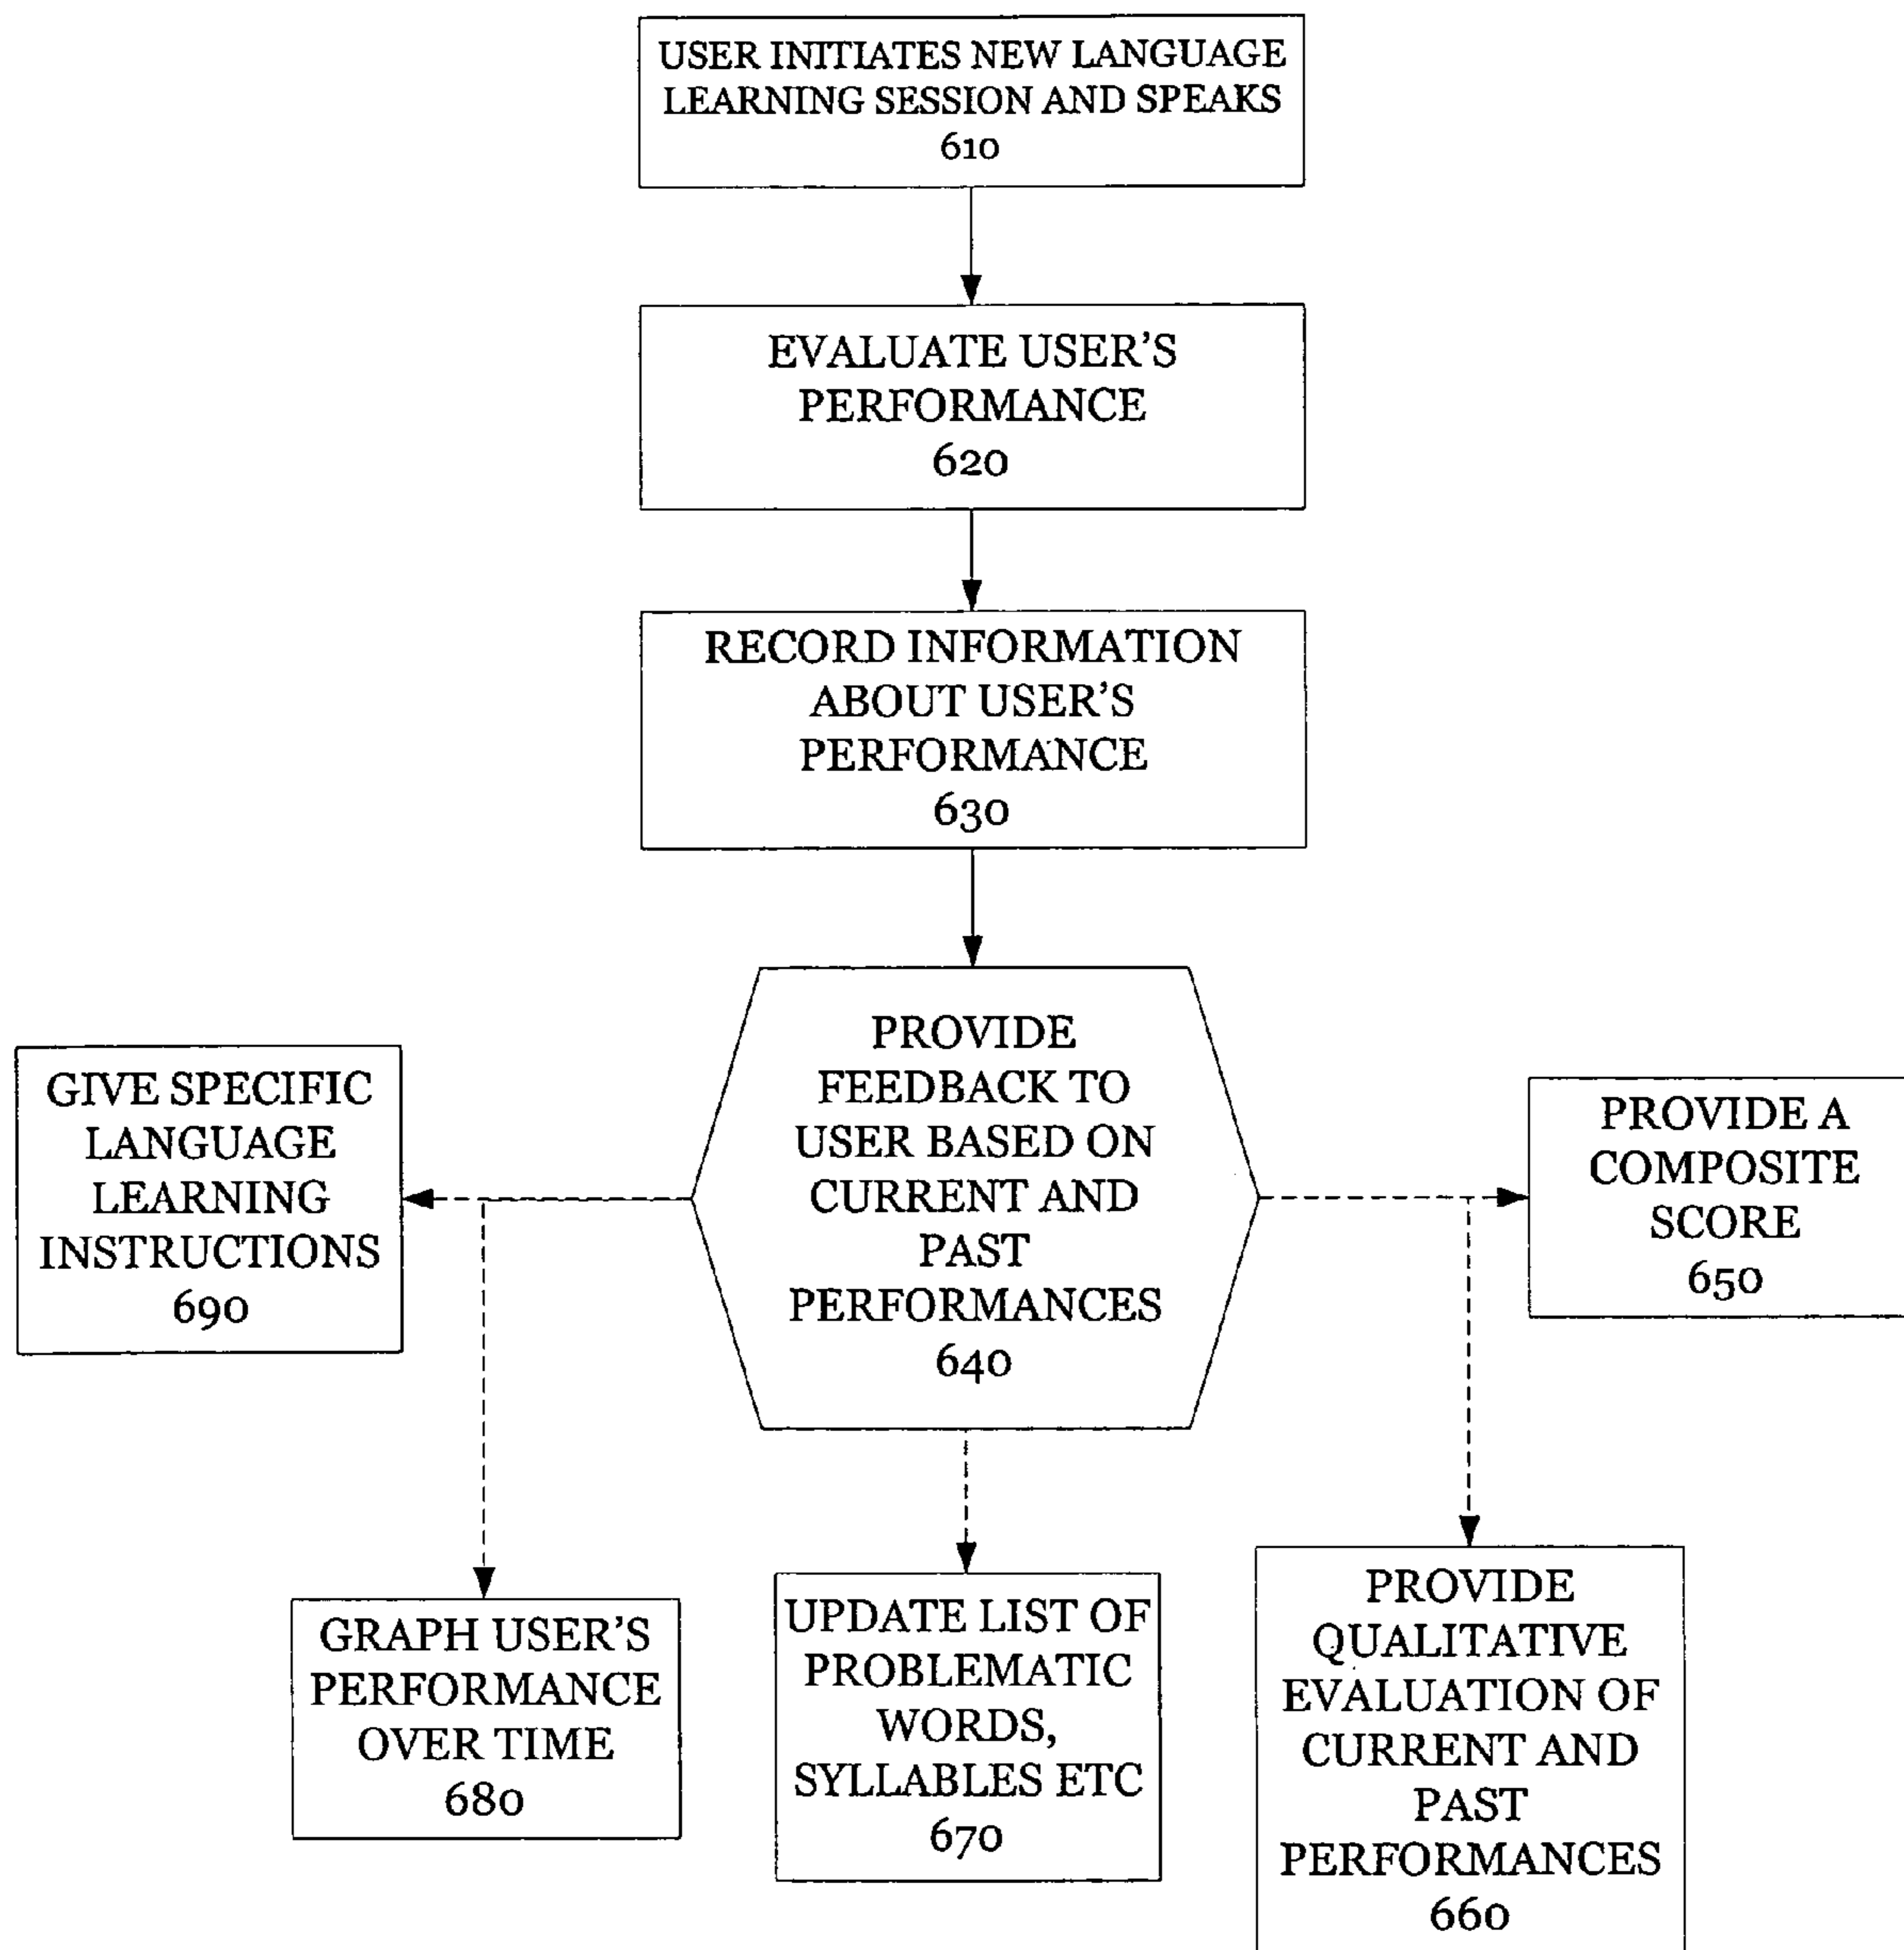 USER INITIATES NEW LANGUAGE
LEARNING SESSION AND SPEAKS
610
EVALUATE USER'S
PERFORMANCE
620
RECORD INFORMATION
ABOUT USER'S
PERFORMANCE
630
PROVIDE
FEEDBACK TO
USER BASED ON
CURRENT AND
PAST
PERFORMANCES
640
GIVE SPECIFIC
LANGUAGE
LEARNING
INSTRUCTIONS
690
PROVIDE A
COMPOSITE
SCORE
650
GRAPH USER'S
PERFORMANCE
OVER TIME
680
UPDATE LIST OF
PROBLEMATIC
WORDS,
SYLLABLES ETC
670
PROVIDE
QUALITATIVE
EVALUATION OF
CURRENT AND
PAST
PERFORMANCES
660